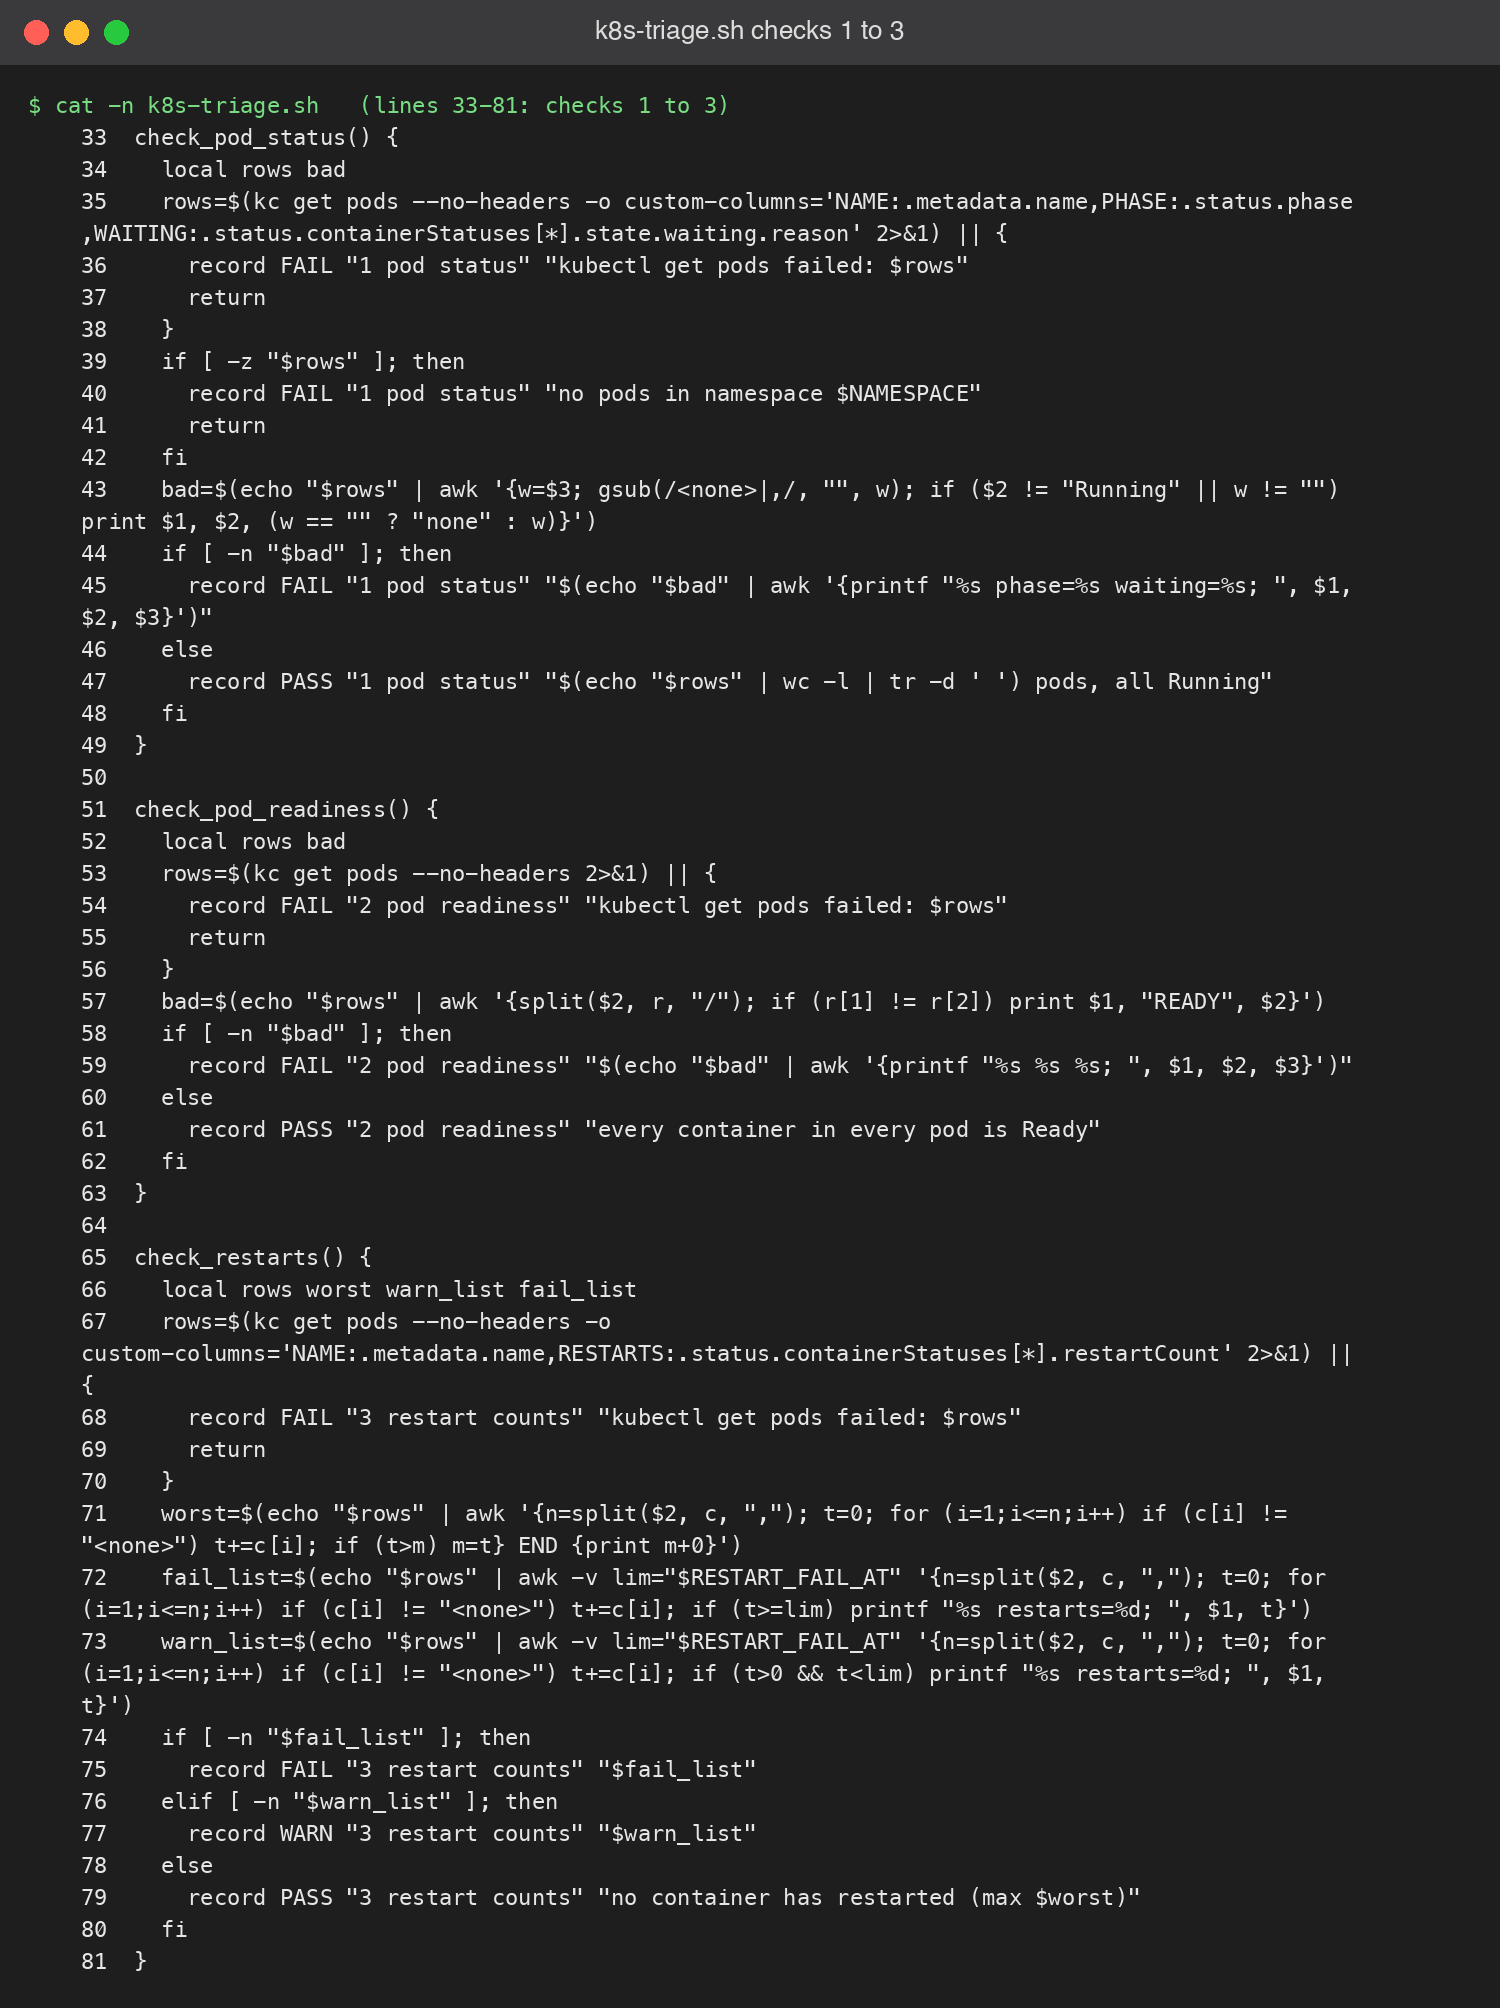 k8s-triage.sh checks 1 to 3
$ cat -n k8s-triage.sh   (lines 33-81: checks 1 to 3)
    33  check_pod_status() {
    34    local rows bad
    35    rows=$(kc get pods --no-headers -o custom-columns='NAME:.metadata.name,PHASE:.status.phase
    ,WAITING:.status.containerStatuses[*].state.waiting.reason' 2>&1) || {
    36      record FAIL "1 pod status" "kubectl get pods failed: $rows"
    37      return
    38    }
    39    if [ -z "$rows" ]; then
    40      record FAIL "1 pod status" "no pods in namespace $NAMESPACE"
    41      return
    42    fi
    43    bad=$(echo "$rows" | awk '{w=$3; gsub(/<none>|,/, "", w); if ($2 != "Running" || w != "")
    print $1, $2, (w == "" ? "none" : w)}')
    44    if [ -n "$bad" ]; then
    45      record FAIL "1 pod status" "$(echo "$bad" | awk '{printf "%s phase=%s waiting=%s; ", $1,
    $2, $3}')"
    46    else
    47      record PASS "1 pod status" "$(echo "$rows" | wc -l | tr -d ' ') pods, all Running"
    48    fi
    49  }
    50
    51  check_pod_readiness() {
    52    local rows bad
    53    rows=$(kc get pods --no-headers 2>&1) || {
    54      record FAIL "2 pod readiness" "kubectl get pods failed: $rows"
    55      return
    56    }
    57    bad=$(echo "$rows" | awk '{split($2, r, "/"); if (r[1] != r[2]) print $1, "READY", $2}')
    58    if [ -n "$bad" ]; then
    59      record FAIL "2 pod readiness" "$(echo "$bad" | awk '{printf "%s %s %s; ", $1, $2, $3}')"
    60    else
    61      record PASS "2 pod readiness" "every container in every pod is Ready"
    62    fi
    63  }
    64
    65  check_restarts() {
    66    local rows worst warn_list fail_list
    67    rows=$(kc get pods --no-headers -o
    custom-columns='NAME:.metadata.name,RESTARTS:.status.containerStatuses[*].restartCount' 2>&1) ||
    {
    68      record FAIL "3 restart counts" "kubectl get pods failed: $rows"
    69      return
    70    }
    71    worst=$(echo "$rows" | awk '{n=split($2, c, ","); t=0; for (i=1;i<=n;i++) if (c[i] !=
    "<none>") t+=c[i]; if (t>m) m=t} END {print m+0}')
    72    fail_list=$(echo "$rows" | awk -v lim="$RESTART_FAIL_AT" '{n=split($2, c, ","); t=0; for
    (i=1;i<=n;i++) if (c[i] != "<none>") t+=c[i]; if (t>=lim) printf "%s restarts=%d; ", $1, t}')
    73    warn_list=$(echo "$rows" | awk -v lim="$RESTART_FAIL_AT" '{n=split($2, c, ","); t=0; for
    (i=1;i<=n;i++) if (c[i] != "<none>") t+=c[i]; if (t>0 && t<lim) printf "%s restarts=%d; ", $1,
    t}')
    74    if [ -n "$fail_list" ]; then
    75      record FAIL "3 restart counts" "$fail_list"
    76    elif [ -n "$warn_list" ]; then
    77      record WARN "3 restart counts" "$warn_list"
    78    else
    79      record PASS "3 restart counts" "no container has restarted (max $worst)"
    80    fi
    81  }